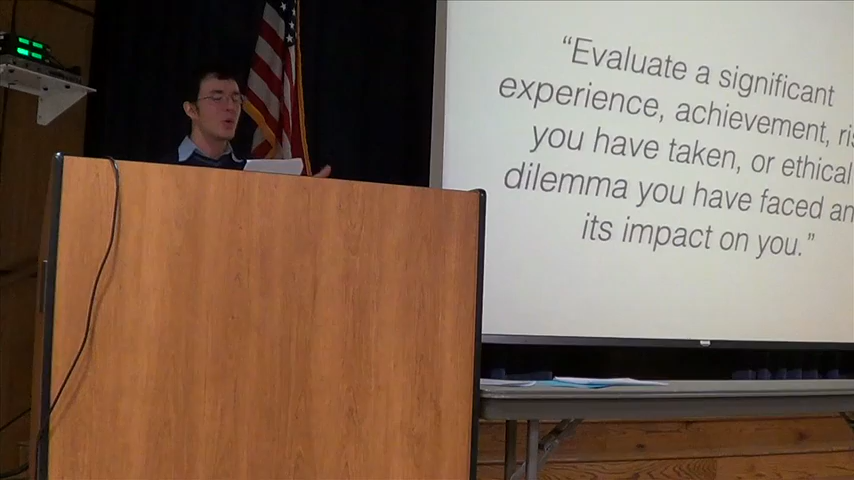 “Evaluate a significant
experience, achievement,
you have taken, or ethical
dilemma you have faced
its impact on you.”